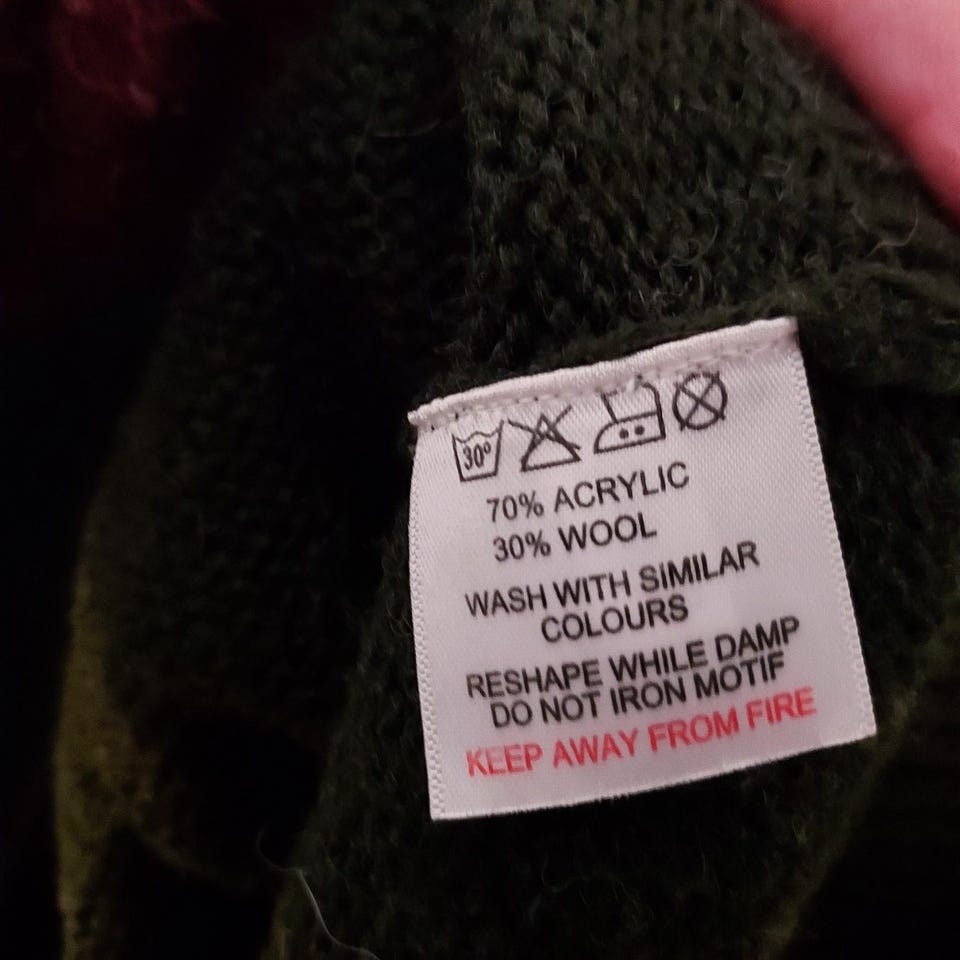 30°
70% ACRYLIC
30% WOOL
WASH WITH SIMILAR
COLOURS
RESHAPE WHILE DAMP
DO NOT IRON MOTIF
KEEP AWAY FROM FIRE